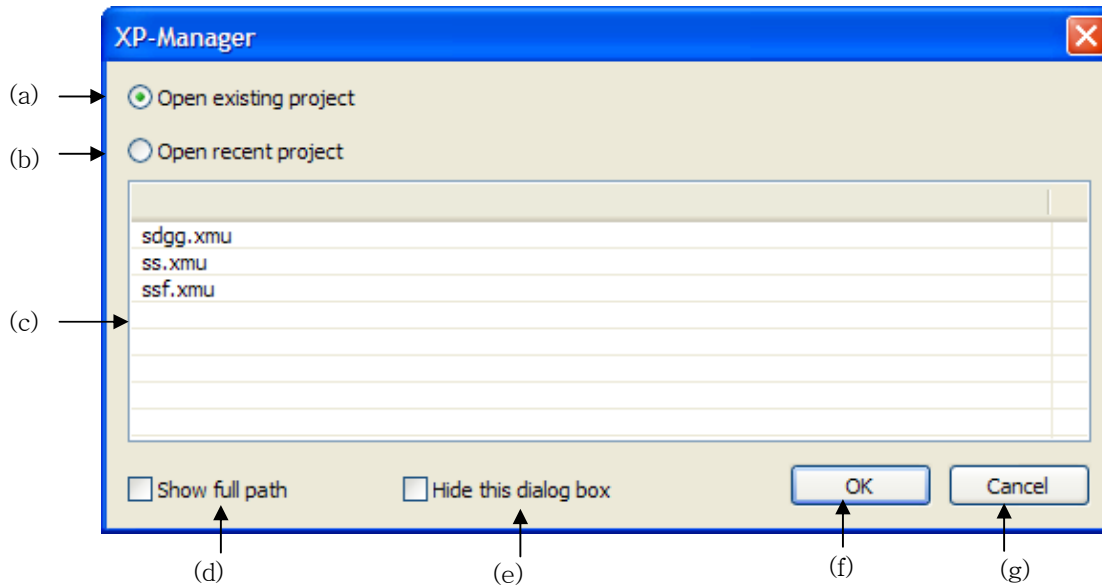 XP-Manager
(a) Open existing project
(b) Open recent project
sdgg.xmu
ss.xmu
ssf.xmu
(c)
Show full path Hide this dialog box OK Cancel
(d) (e) (f) (g)